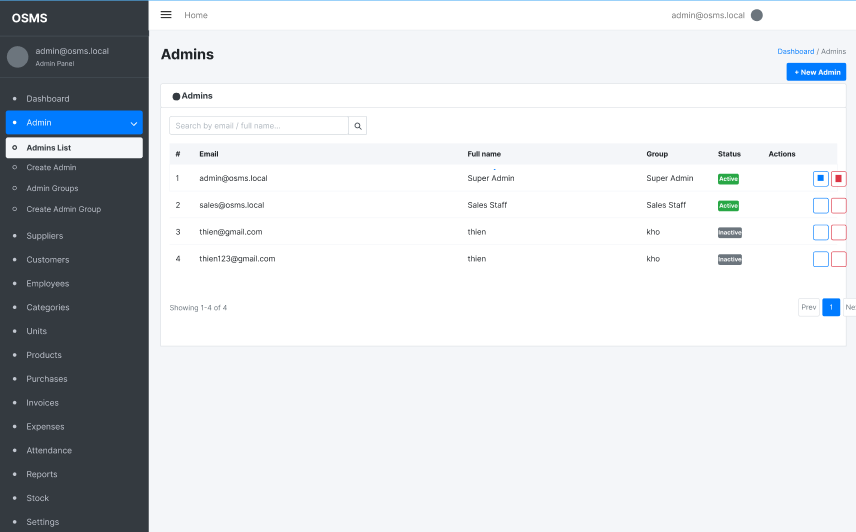 OSMS
Home
admin@osms.local
admin@osms.local
Admin Panel
Dashboard
Admin
Admins List
Create Admin
Admin Groups
Create Admin Group
Suppliers
Customers
Employees
Categories
Units
Products
Purchases
Invoices
Expenses
Attendance
Reports
Stock
Settings
Admins
Dashboard / Admins
+ New Admin
Admins
Search by email / full name...
# Email Full name Group Status Actions
1 admin@osms.local Super Admin Super Admin Active
2 sales@osms.local Sales Staff Sales Staff Active
3 thien@gmail.com thien kho Inactive
4 thien123@gmail.com thien kho Inactive
Showing 1-4 of 4
Prev 1 Ne